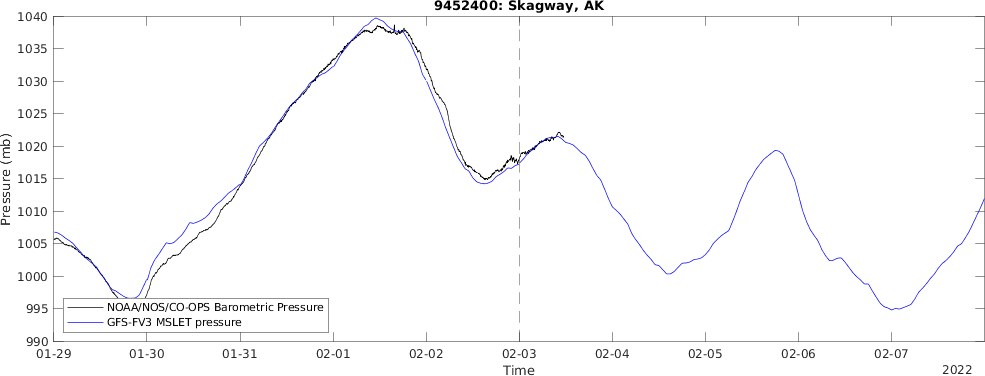 9452400: Skagway, AK
1040
1035
1030
1025
1020
1015
1010
1005
1000
995
990
Pressure (mb)
NOAA/NOS/CO-OPS Barometric Pressure
GFS-FV3 MSLET pressure
01-29 01-30 01-31 02-01 02-02 02-03 02-04 02-05 02-06 02-07
Time
2022